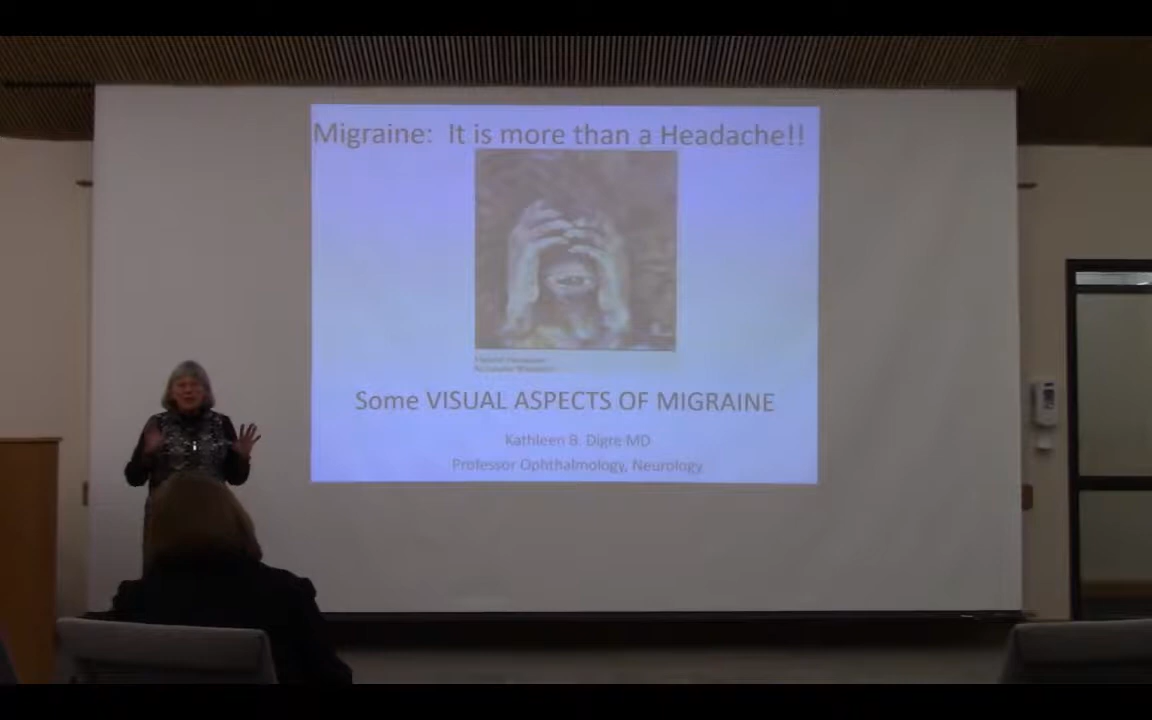 Migraine: It is more than a Headache!!
Some VISUAL ASPECTS OF MIGRAINE
Kathleen B. Digre MD
Professor Ophthalmology, Neurology